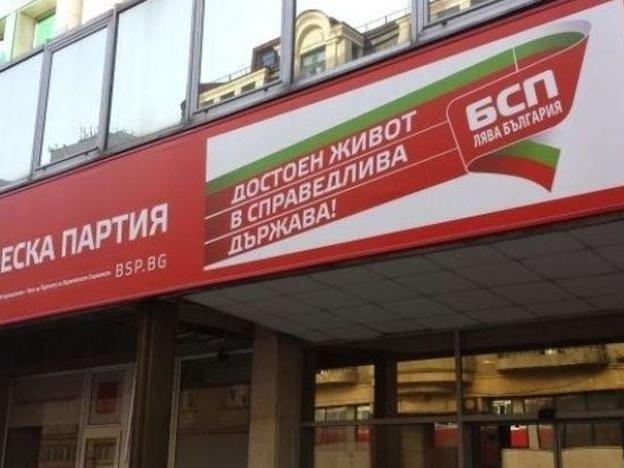 ЕСКА ПАРТИЯ
BSP.BG
ДОСТОЕН ЖИВОТ
В СПРАВЕДЛИВА
ДЪРЖАВА!
БСП
ЛЯВА БЪЛГАРИЯ